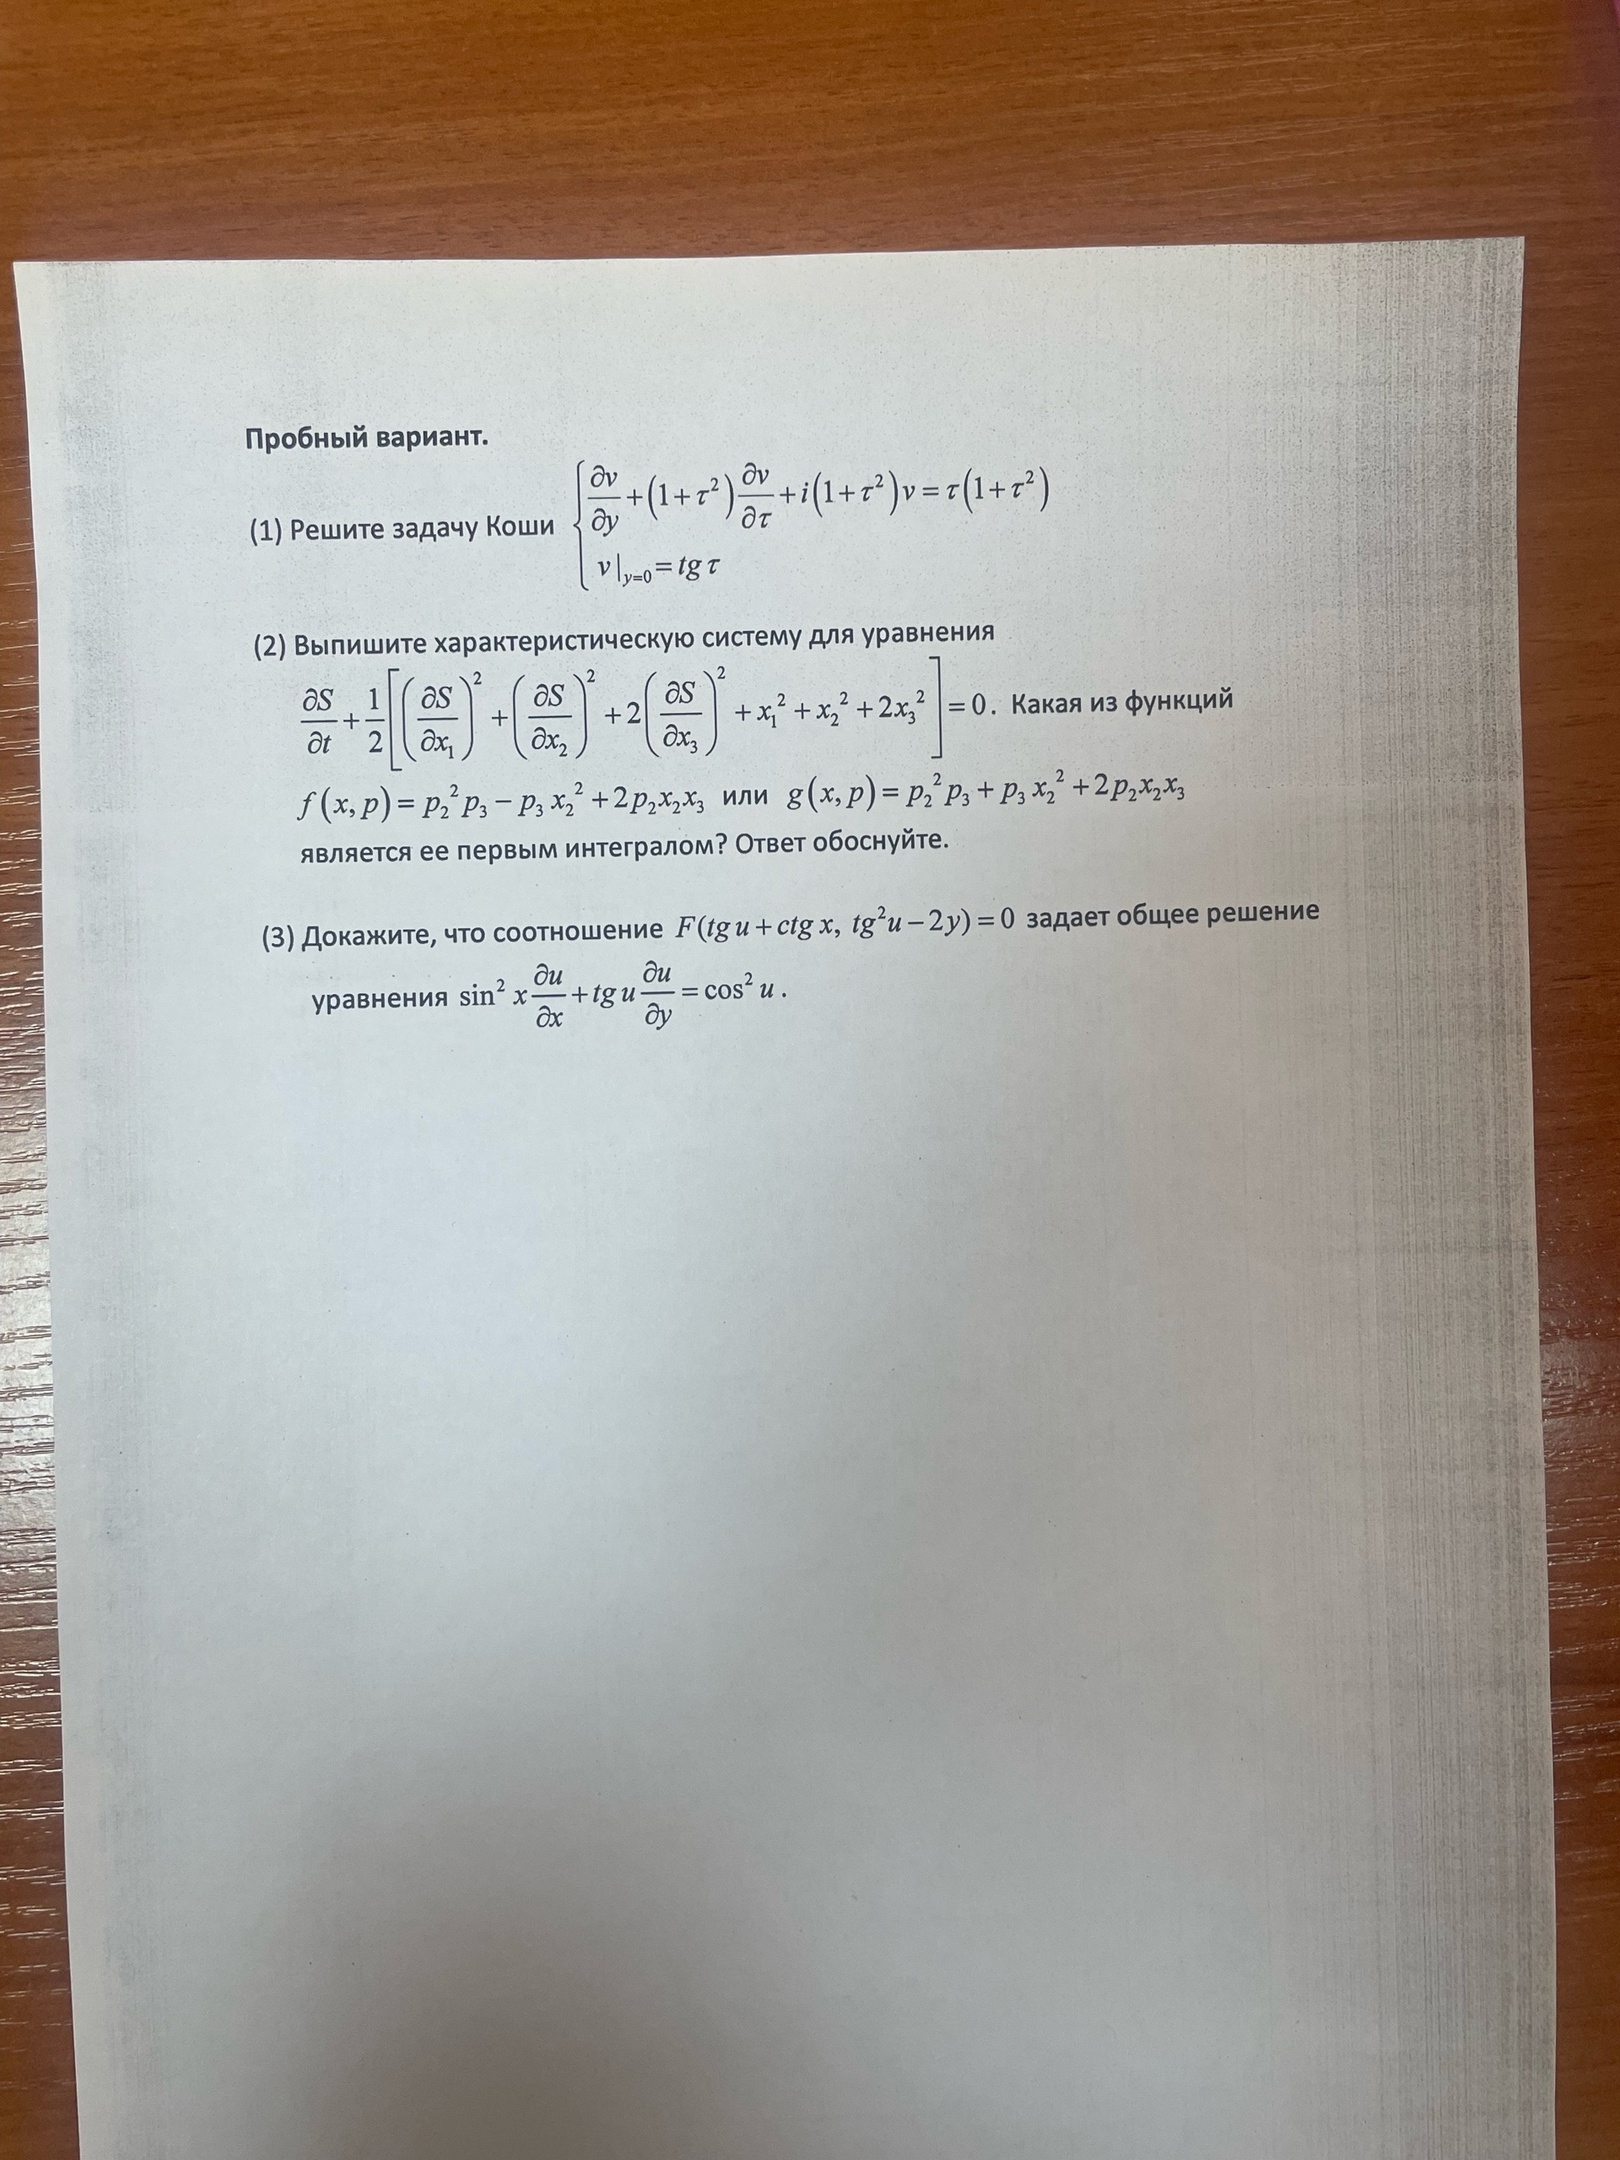 Пробный вариант.
(1) Решите задачу Коши $\begin{cases} \frac{\partial v}{\partial y}+(1+\tau^2)\frac{\partial v}{\partial \tau}+i(1+\tau^2)v=\tau(1+\tau^2) \\ v|_{y=0}=tg\,\tau \end{cases}$
(2) Выпишите характеристическую систему для уравнения
$\frac{\partial S}{\partial t}+\frac{1}{2}\left[\left(\frac{\partial S}{\partial x_1}\right)^2+\left(\frac{\partial S}{\partial x_2}\right)^2+2\left(\frac{\partial S}{\partial x_3}\right)^2+x_1^2+x_2^2+2x_3^2\right]=0$. Какая из функций
$f(x,p)=p_2^2p_3-p_3x_2^2+2p_2x_2x_3$ или $g(x,p)=p_2^2p_3+p_3x_2^2+2p_2x_2x_3$
является ее первым интегралом? Ответ обоснуйте.
(3) Докажите, что соотношение $F(tg\,u+ctg\,x,\ tg^2u-2y)=0$ задает общее решение
уравнения $\sin^2 x\frac{\partial u}{\partial x}+tg\,u\frac{\partial u}{\partial y}=\cos^2 u$.